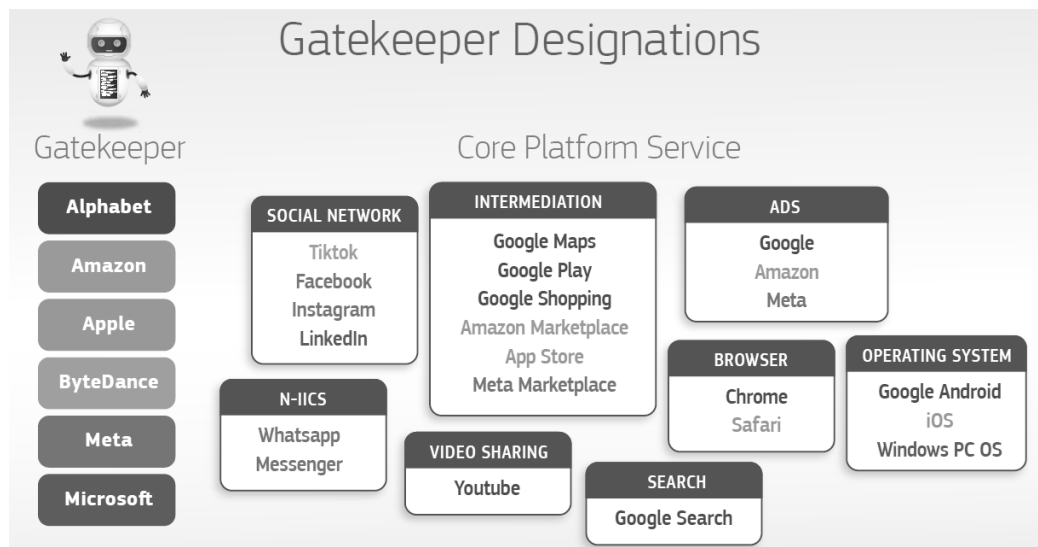 Gatekeeper Designations
Gatekeeper
Core Platform Service
Alphabet
Amazon
Apple
ByteDance
Meta
Microsoft
SOCIAL NETWORK
Tiktok
Facebook
Instagram
LinkedIn
INTERMEDIATION
Google Maps
Google Play
Google Shopping
Amazon Marketplace
App Store
Meta Marketplace
ADS
Google
Amazon
Meta
N-IICS
Whatsapp
Messenger
VIDEO SHARING
Youtube
BROWSER
Chrome
Safari
OPERATING SYSTEM
Google Android
iOS
Windows PC OS
SEARCH
Google Search